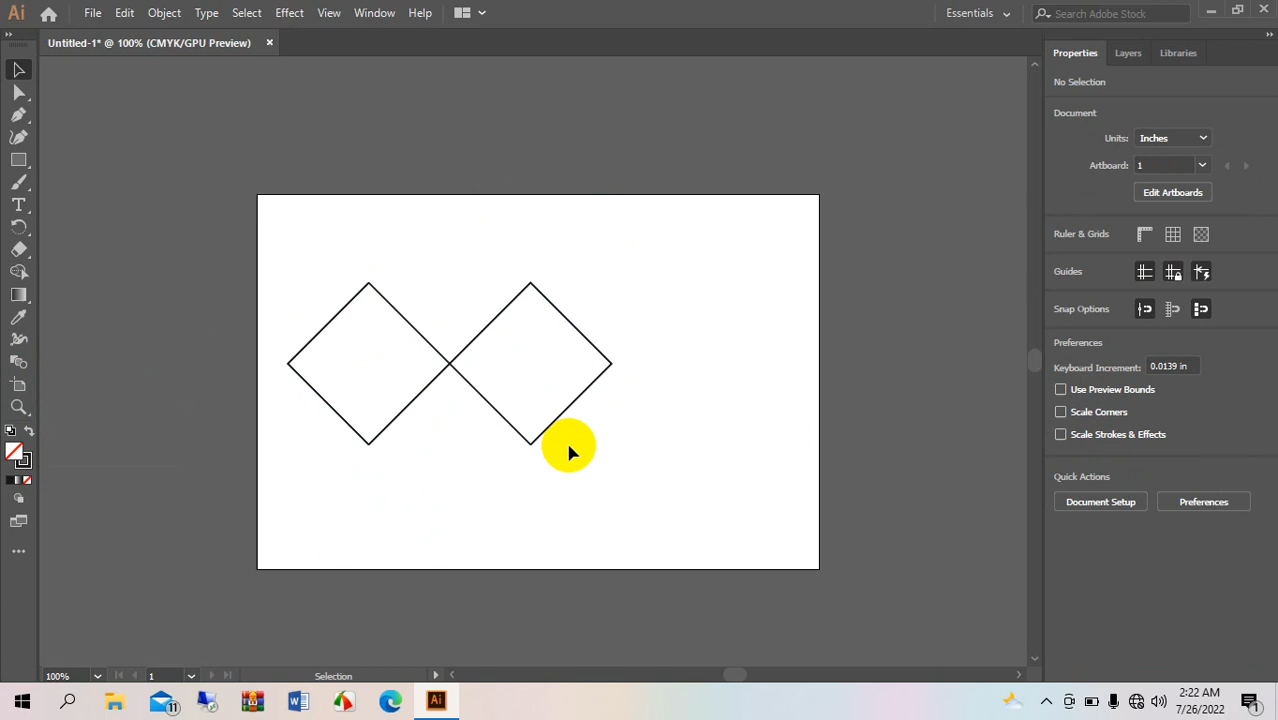 Ai File Edit Object Type Select Effect View Window Help Essentials Search Adobe Stock
Untitled-1* @ 100% (CMYK/GPU Preview)
Properties Layers Libraries
No Selection
Document
Units: Inches
Artboard: 1
Edit Artboards
Ruler & Grids
Guides
Snap Options
Preferences
Keyboard Increment: 0.0139 in
Use Preview Bounds
Scale Corners
Scale Strokes & Effects
Quick Actions
Document Setup Preferences
100% 1 Selection
11 W Ai
2:22 AM
7/26/2022
1